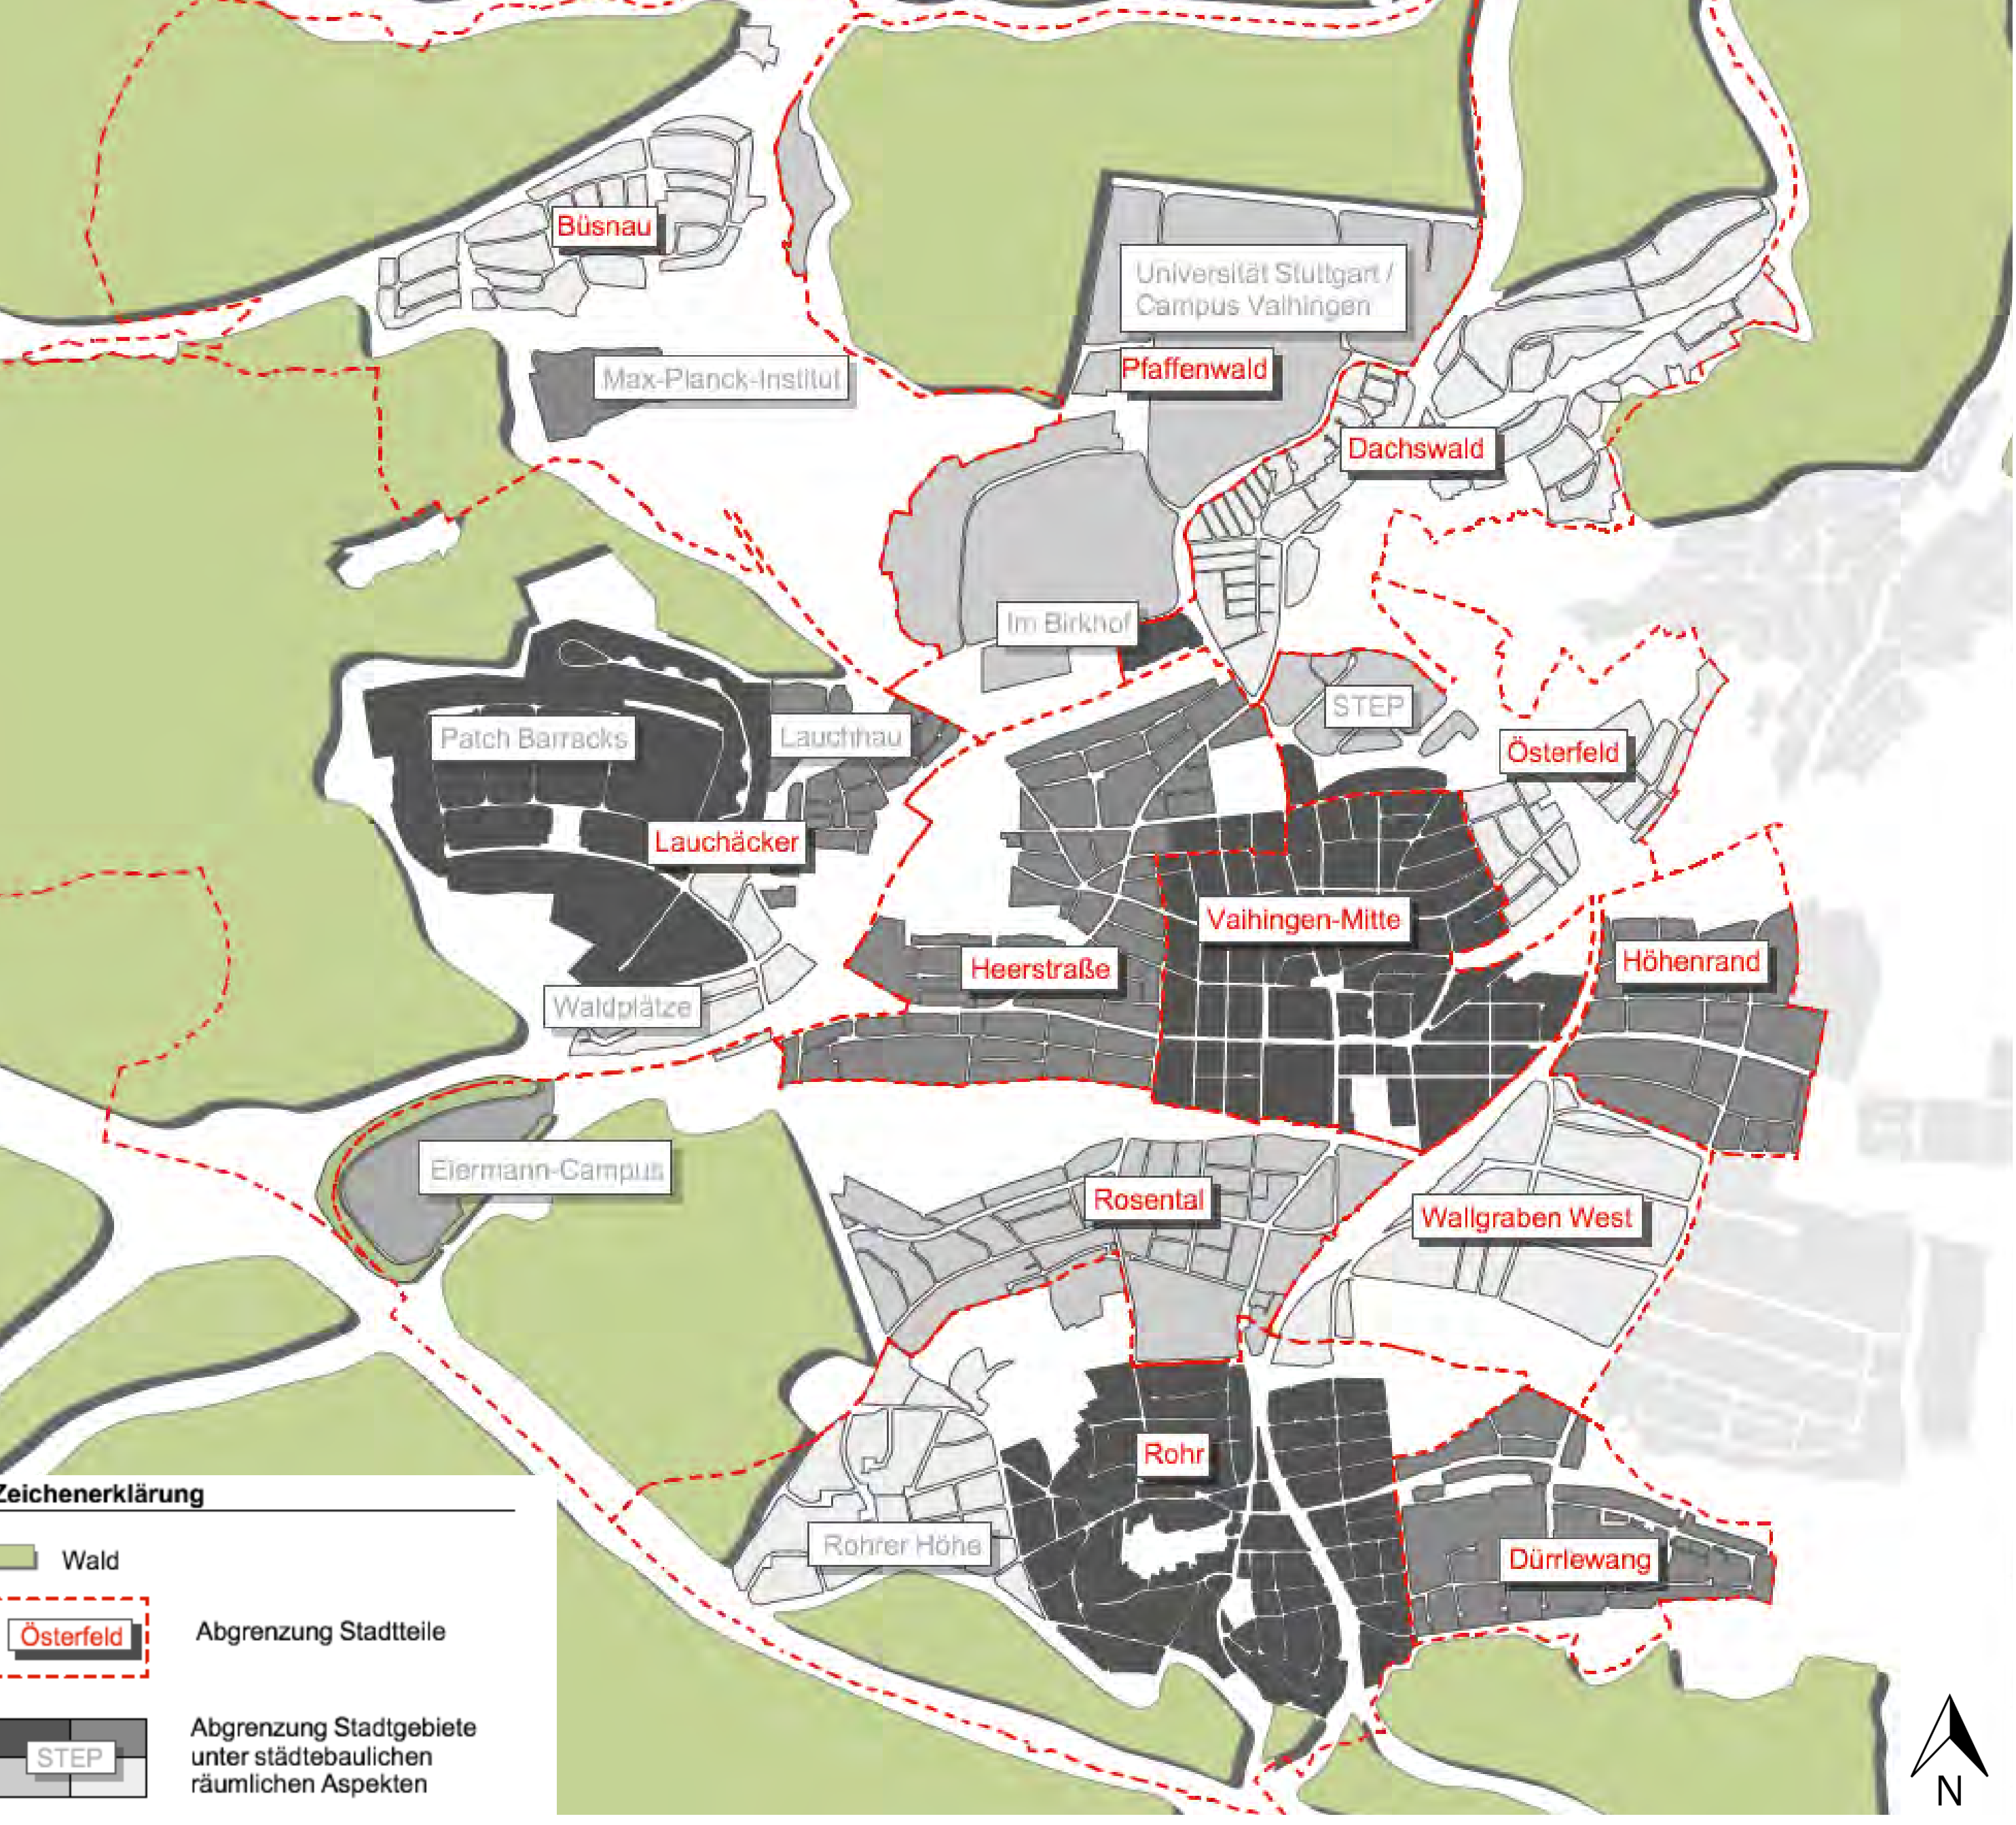 Büsnau
Universität Stuttgart /
Campus Vaihingen
Max-Planck-Institut
Pfaffenwald
Dachswald
Im Birkhof
STEP
Patch Barracks
Lauchhau
Österfeld
Lauchäcker
Vaihingen-Mitte
Heerstraße
Höhenrand
Waldplätze
Eiermann-Campus
Rosental
Wallgraben West
Rohr
Rohrer Höhe
Dürrlewang
Zeichenerklärung
Wald
Österfeld
Abgrenzung Stadtteile
STEP
Abgrenzung Stadtgebiete
unter städtebaulichen
räumlichen Aspekten
N